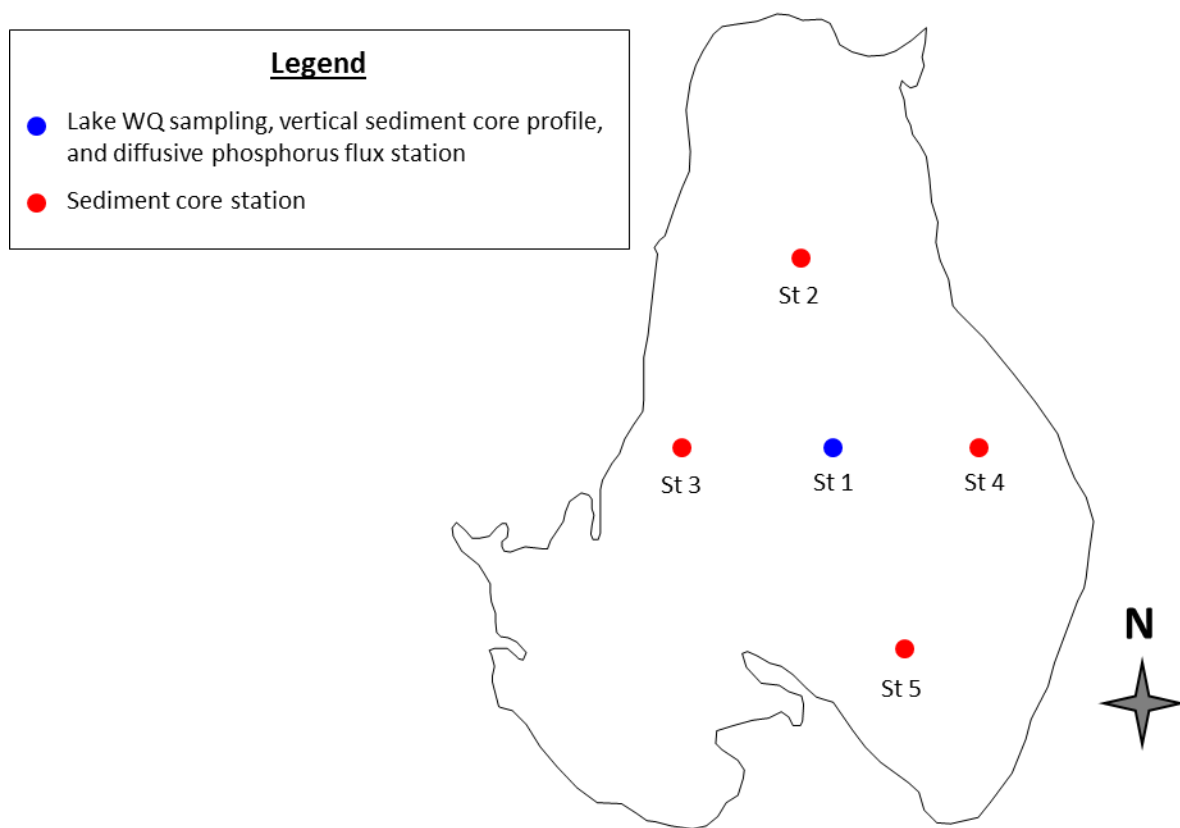 Legend
Lake WQ sampling, vertical sediment core profile,
and diffusive phosphorus flux station
Sediment core station
St 2
St 3
St 1
St 4
N
St 5